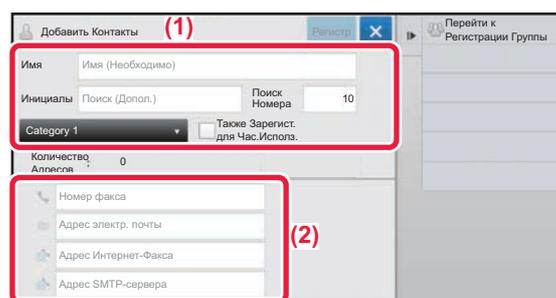 Добавить Контакты
(1)
Регистр
Перейти к
Регистрации Группы
Имя
Имя (Необходимо)
Инициалы
Поиск (Допол.)
Поиск
Номера
10
Category 1
Также Зарегист.
для Час.Исполз.
Количество
Адресов
:
0
Номер факса
Адрес электр. почты
(2)
Адрес Интернет-Факса
Адрес SMTP-сервера